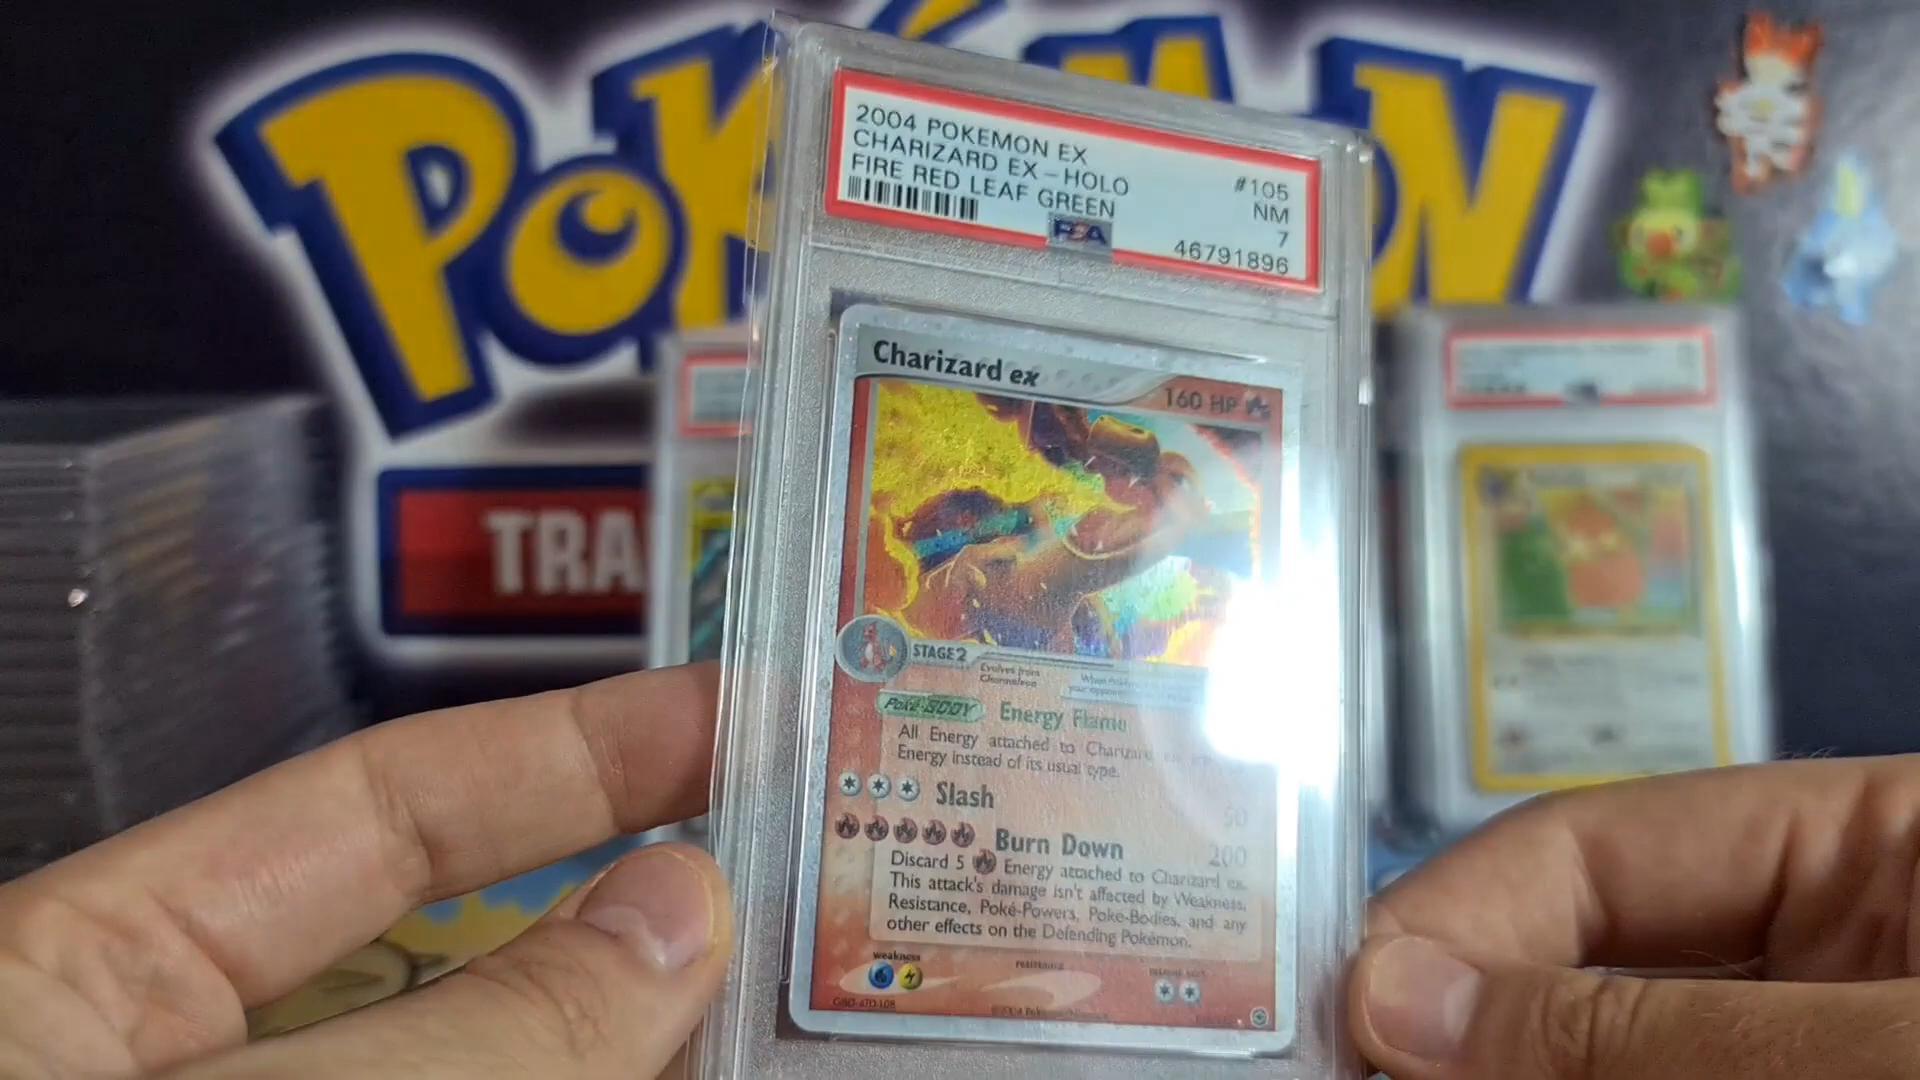 POKÉMON
TRA
2004 POKEMON EX
CHARIZARD EX-HOLO
FIRE RED LEAF GREEN
#105
NM
7
PSA
46791896
Charizard ex
160 HP
STAGE 2
Evolves from
Charmeleon
Poké-BODY Energy Flame
All Energy attached to Charizard ex
Energy instead of its usual type.
Slash 50
Burn Down 200
Discard 5 Energy attached to Charizard ex.
This attack's damage isn't affected by Weakness,
Resistance, Poké-Powers, Poké-Bodies, and any
other effects on the Defending Pokémon.
weakness
resistance